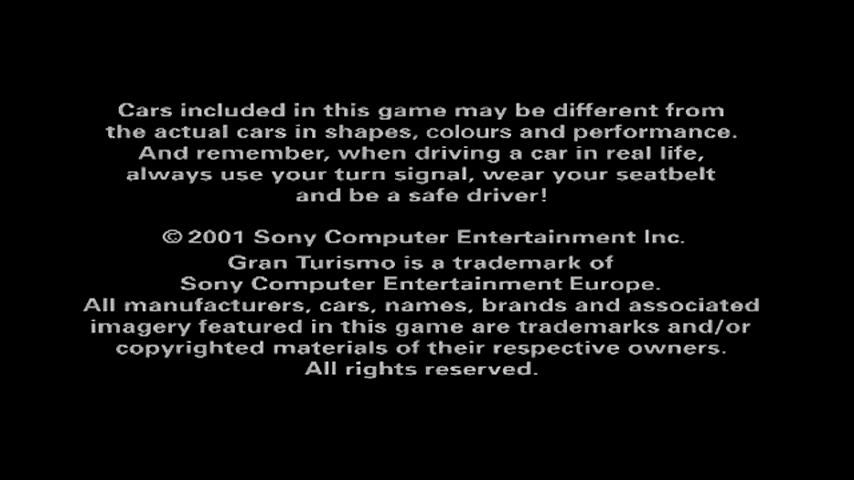 Cars included in this game may be different from
the actual cars in shapes, colours and performance.
And remember, when driving a car in real life,
always use your turn signal, wear your seatbelt
and be a safe driver!
© 2001 Sony Computer Entertainment Inc.
Gran Turismo is a trademark of
Sony Computer Entertainment Europe.
All manufacturers, cars, names, brands and associated
imagery featured in this game are trademarks and/or
copyrighted materials of their respective owners.
All rights reserved.